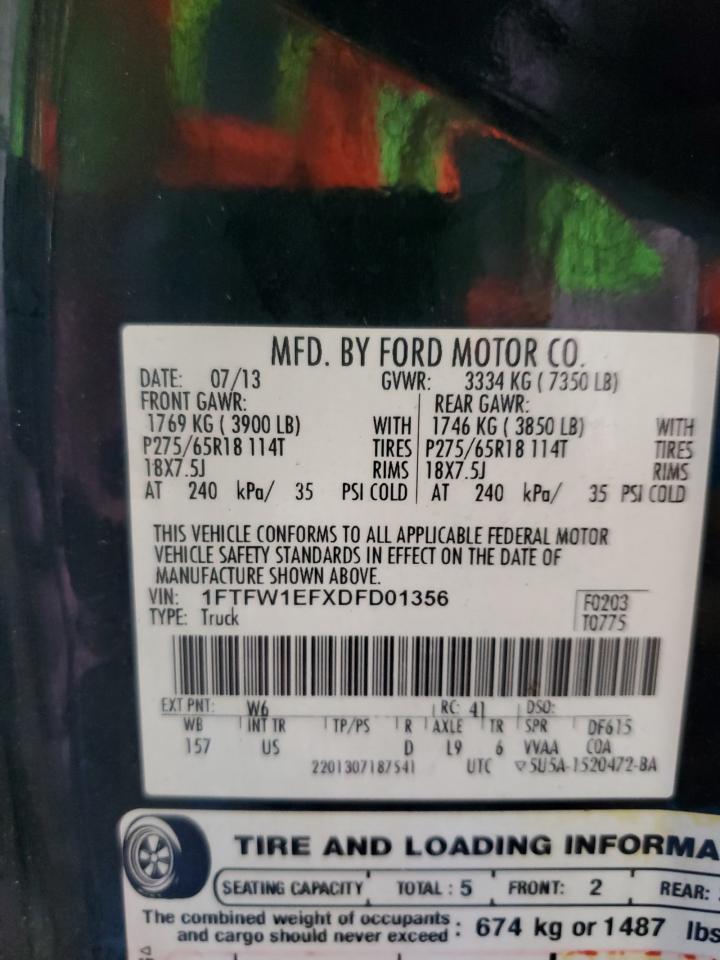 MFD. BY FORD MOTOR CO.
DATE: 07/13 GVWR: 3334 KG ( 7350 LB)
FRONT GAWR: REAR GAWR:
1769 KG ( 3900 LB) WITH 1746 KG ( 3850 LB) WITH
P275/65R18 114T TIRES P275/65R18 114T TIRES
18X7.5J RIMS 18X7.5J RIMS
AT 240 kPa/ 35 PSI COLD AT 240 kPa/ 35 PSI COLD
THIS VEHICLE CONFORMS TO ALL APPLICABLE FEDERAL MOTOR
VEHICLE SAFETY STANDARDS IN EFFECT ON THE DATE OF
MANUFACTURE SHOWN ABOVE.
VIN: 1FTFW1EFXDFD01356 F0203
TYPE: Truck T0775
EXT PNT: W6 RC: 41 DSO:
WB INT TR TP/PS R AXLE TR SPR DF615
157 US D L9 6 VVAA COA
2201307187541 UTC ▽5U5A-1520472-BA
TIRE AND LOADING INFORMA
SEATING CAPACITY TOTAL : 5 FRONT: 2 REAR:
The combined weight of occupants
and cargo should never exceed : 674 kg or 1487 lbs